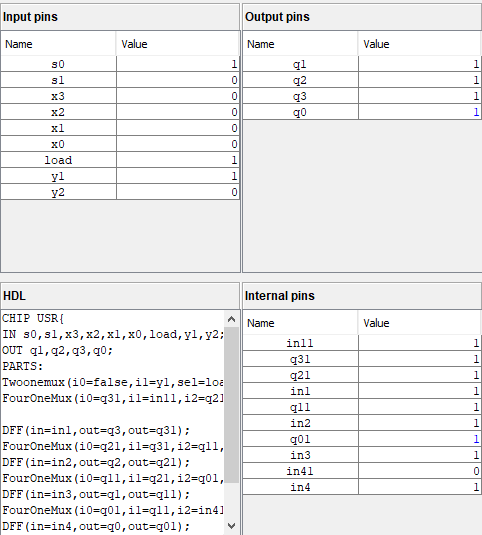 Input pins
Name Value
s0 1
s1 0
x3 0
x2 0
x1 0
x0 0
load 1
y1 1
y2 0
Output pins
Name Value
q1 1
q2 1
q3 1
q0 1
HDL
CHIP USR{
IN s0,s1,x3,x2,x1,x0,load,y1,y2;
OUT q1,q2,q3,q0;
PARTS:
Twoonemux(i0=false,i1=y1,sel=loa
FourOneMux(i0=q31,i1=in11,i2=q21
DFF(in=in1,out=q3,out=q31);
FourOneMux(i0=q21,i1=q31,i2=q11,
DFF(in=in2,out=q2,out=q21);
FourOneMux(i0=q11,i1=q21,i2=q01,
DFF(in=in3,out=q1,out=q11);
FourOneMux(i0=q01,i1=q11,i2=in41
DFF(in=in4,out=q0,out=q01);
Internal pins
Name Value
in11 1
q31 1
q21 1
in1 1
q11 1
in2 1
q01 1
in3 1
in41 0
in4 1